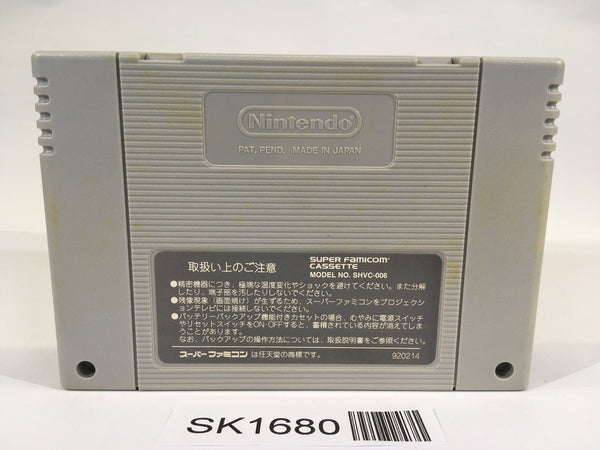 Nintendo
PAT. PEND. MADE IN JAPAN
取扱い上のご注意
SUPER FAMICOM
CASSETTE
MODEL NO. SHVC-006
●精密機器につき、極端な温度変化やショックを避けてください。また分解
したり、端子部を汚したりしないでください。
●残像現象(画面焼け)が生ずるため、スーパーファミコンをプロジェクシ
ョンテレビには接続しないでください。
●バッテリーバックアップ機能付きカセットの場合、むやみに電源スイッチ
やリセットスイッチをON・OFFすると、蓄積されている内容が消えてしま
うことがあります。
なお、バックアップの操作方法については、取扱説明書をご参照ください。
スーパーファミコンは任天堂の商標です。
920214
SK1680